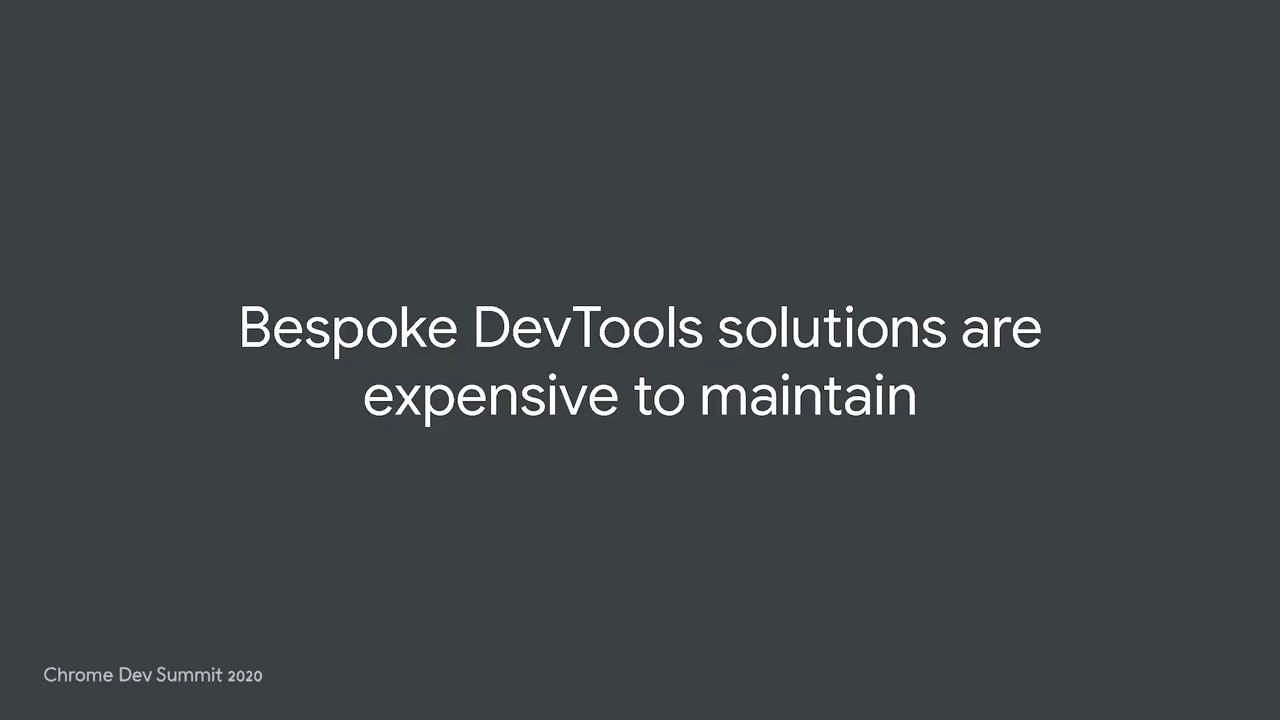 Bespoke DevTools solutions are
expensive to maintain
Chrome Dev Summit 2020